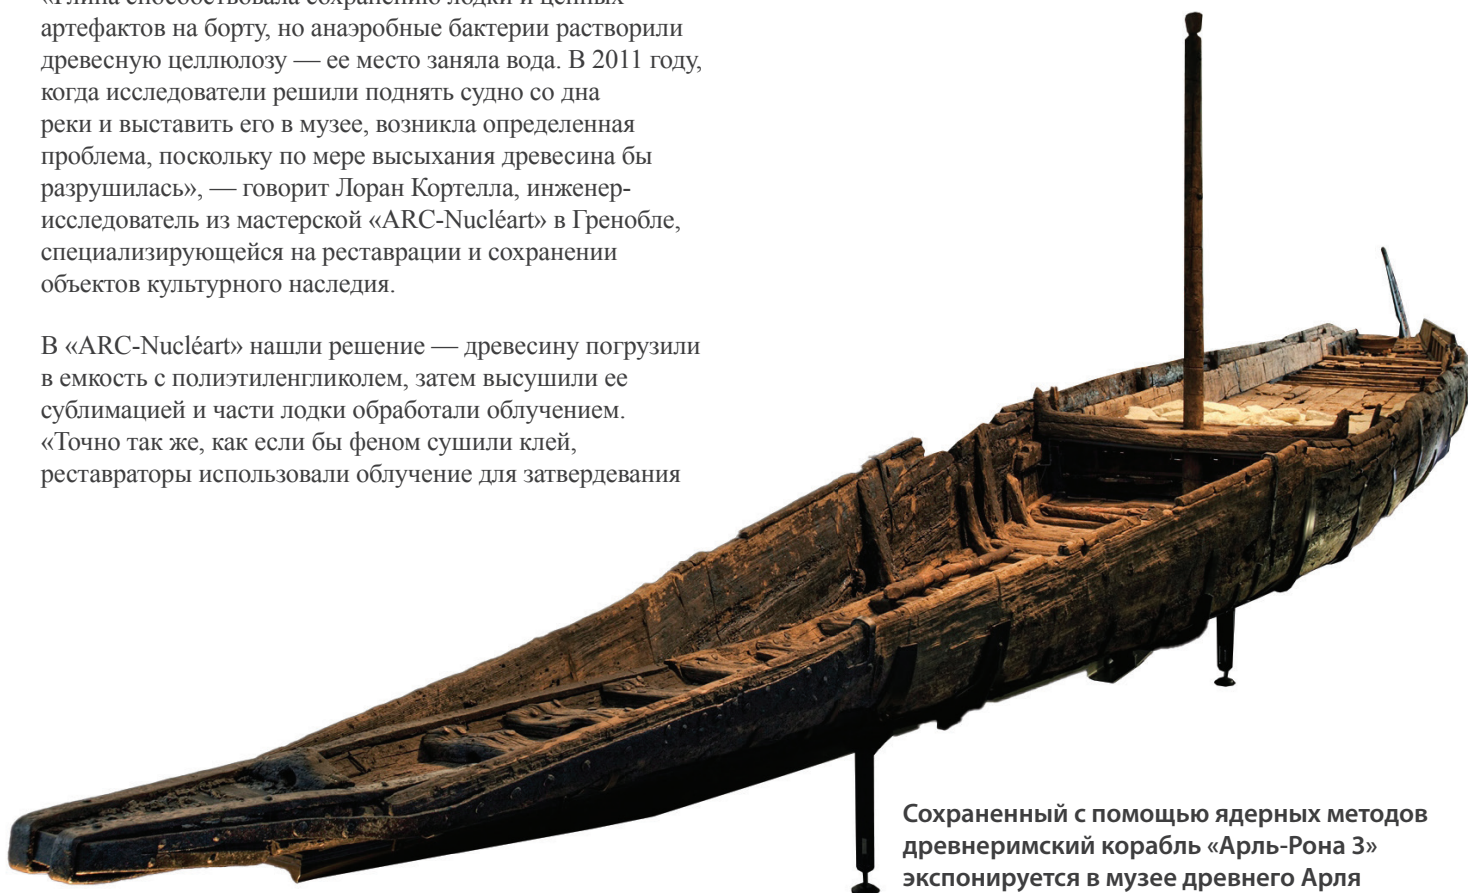 «Глина способствовала сохранению лодки и ценных
артефактов на борту, но анаэробные бактерии растворили
древесную целлюлозу — ее место заняла вода. В 2011 году,
когда исследователи решили поднять судно со дна
реки и выставить его в музее, возникла определенная
проблема, поскольку по мере высыхания древесина бы
разрушилась», — говорит Лоран Кортелла, инженер-
исследователь из мастерской «ARC-Nucléart» в Гренобле,
специализирующейся на реставрации и сохранении
объектов культурного наследия.
В «ARC-Nucléart» нашли решение — древесину погрузили
в емкость с полиэтиленгликолем, затем высушили ее
сублимацией и части лодки обработали облучением.
«Точно так же, как если бы феном сушили клей,
реставраторы использовали облучение для затвердевания
Сохраненный с помощью ядерных методов
древнеримский корабль «Арль-Рона 3»
экспонируется в музее древнего Арля